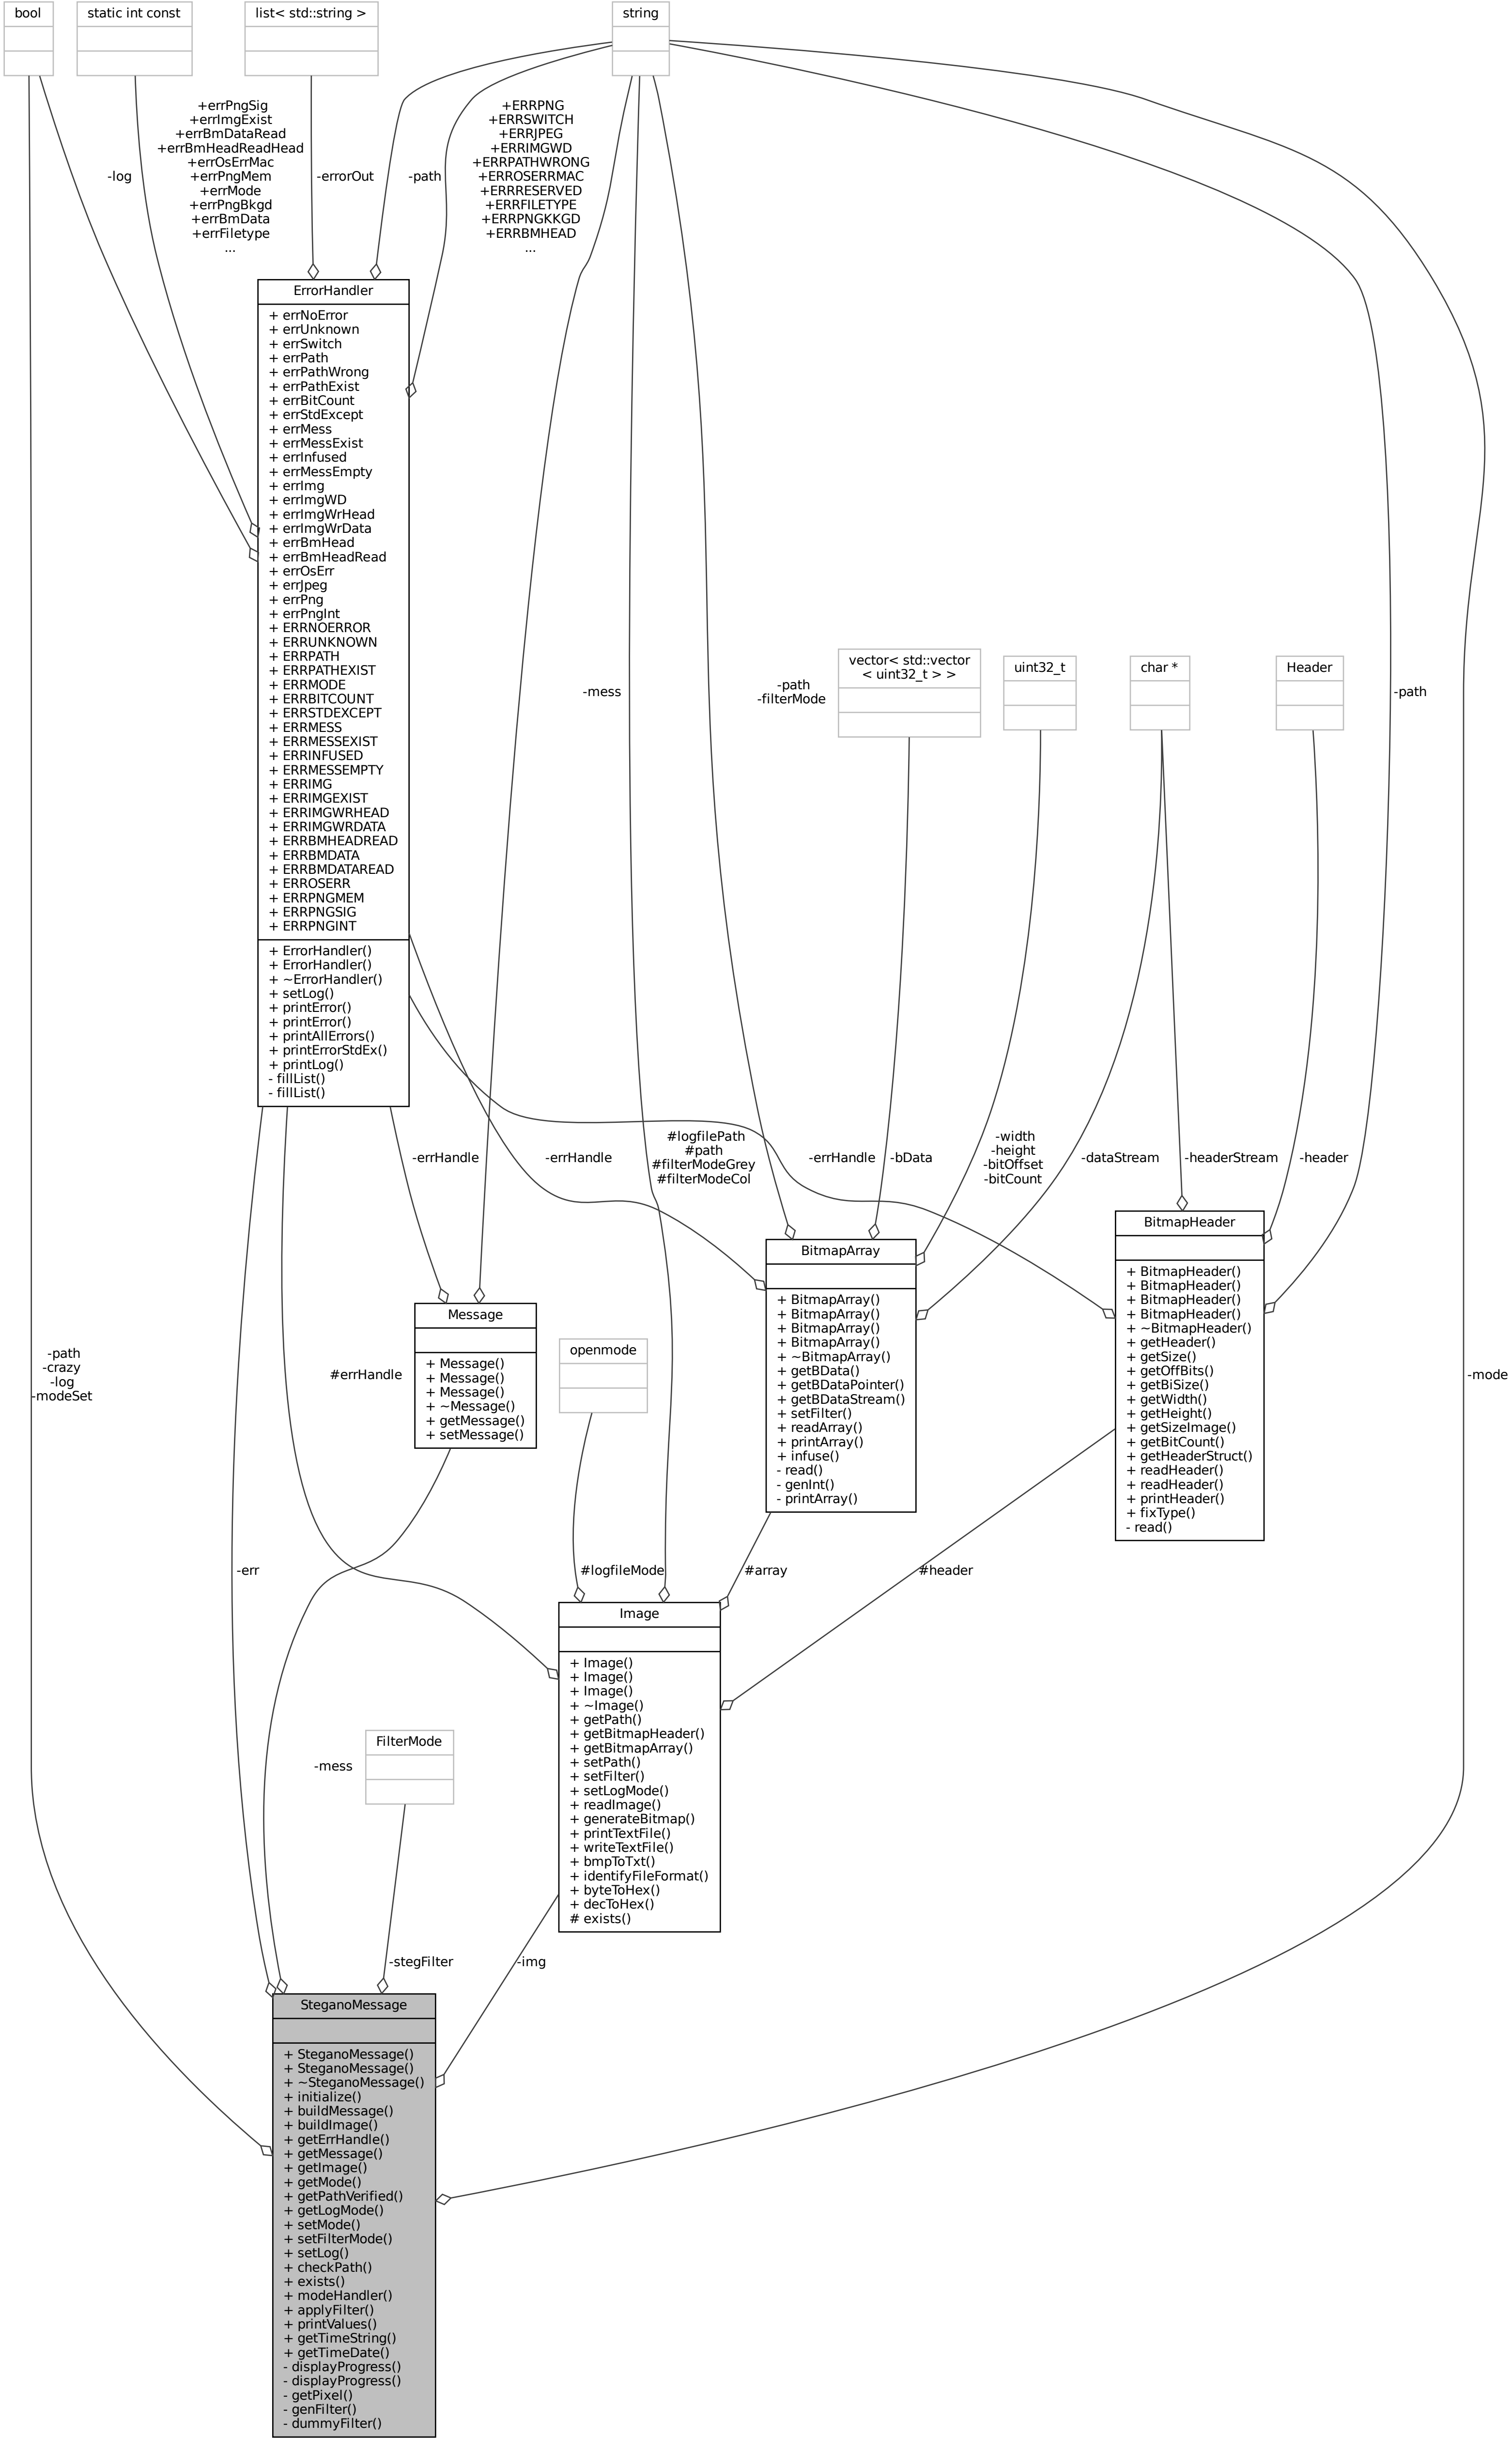 bool
static int const
list< std::string >
string
+errPngSig
+errImgExist
+errBmDataRead
+errBmHeadReadHead
+errOsErrMac
+errPngMem
+errMode
+errPngBkgd
+errBmData
+errFiletype
...
-log
-errorOut
-path
+ERRPNG
+ERRSWITCH
+ERRJPEG
+ERRIMGWD
+ERRPATHWRONG
+ERROSERRMAC
+ERRRESERVED
+ERRFILETYPE
+ERRPNGKKGD
+ERRBMHEAD
...
ErrorHandler
+ errNoError
+ errUnknown
+ errSwitch
+ errPath
+ errPathWrong
+ errPathExist
+ errBitCount
+ errStdExcept
+ errMess
+ errMessExist
+ errInfused
+ errMessEmpty
+ errImg
+ errImgWD
+ errImgWrHead
+ errImgWrData
+ errBmHead
+ errBmHeadRead
+ errOsErr
+ errJpeg
+ errPng
+ errPngInt
+ ERRNOERROR
+ ERRUNKNOWN
+ ERRPATH
+ ERRPATHEXIST
+ ERRMODE
+ ERRBITCOUNT
+ ERRSTDEXCEPT
+ ERRMESS
+ ERRMESSEXIST
+ ERRINFUSED
+ ERRMESSEMPTY
+ ERRIMG
+ ERRIMGEXIST
+ ERRIMGWRHEAD
+ ERRIMGWRDATA
+ ERRBMHEADREAD
+ ERRBMDATA
+ ERRBMDATAREAD
+ ERROSERR
+ ERRPNGMEM
+ ERRPNGSIG
+ ERRPNGINT
+ ErrorHandler()
+ ErrorHandler()
+ ~ErrorHandler()
+ setLog()
+ printError()
+ printError()
+ printAllErrors()
+ printErrorStdEx()
+ printLog()
- fillList()
- fillList()
-mess
-path
-filterMode
vector< std::vector
< uint32_t > >
uint32_t
char *
Header
-path
-errHandle
-errHandle
#logfilePath
#path
#filterModeGrey
#filterModeCol
-errHandle
-bData
-width
-height
-bitOffset
-bitCount
-dataStream
-headerStream
-header
BitmapHeader
+ BitmapHeader()
+ BitmapHeader()
+ BitmapHeader()
+ BitmapHeader()
+ ~BitmapHeader()
+ getHeader()
+ getSize()
+ getOffBits()
+ getBiSize()
+ getWidth()
+ getHeight()
+ getSizeImage()
+ getBitCount()
+ getHeaderStruct()
+ readHeader()
+ readHeader()
+ printHeader()
+ fixType()
- read()
BitmapArray
+ BitmapArray()
+ BitmapArray()
+ BitmapArray()
+ BitmapArray()
+ ~BitmapArray()
+ getBData()
+ getBDataPointer()
+ getBDataStream()
+ setFilter()
+ readArray()
+ printArray()
+ infuse()
- read()
- genInt()
- printArray()
Message
+ Message()
+ Message()
+ Message()
+ ~Message()
+ getMessage()
+ setMessage()
openmode
-path
-crazy
-log
-modeSet
#errHandle
-mode
-err
#logfileMode
#array
#header
Image
+ Image()
+ Image()
+ Image()
+ ~Image()
+ getPath()
+ getBitmapHeader()
+ getBitmapArray()
+ setPath()
+ setFilter()
+ setLogMode()
+ readImage()
+ generateBitmap()
+ printTextFile()
+ writeTextFile()
+ bmpToTxt()
+ identifyFileFormat()
+ byteToHex()
+ decToHex()
# exists()
FilterMode
-mess
-stegFilter
-img
SteganoMessage
+ SteganoMessage()
+ SteganoMessage()
+ ~SteganoMessage()
+ initialize()
+ buildMessage()
+ buildImage()
+ getErrHandle()
+ getMessage()
+ getImage()
+ getMode()
+ getPathVerified()
+ getLogMode()
+ setMode()
+ setFilterMode()
+ setLog()
+ checkPath()
+ exists()
+ modeHandler()
+ applyFilter()
+ printValues()
+ getTimeString()
+ getTimeDate()
- displayProgress()
- displayProgress()
- getPixel()
- genFilter()
- dummyFilter()